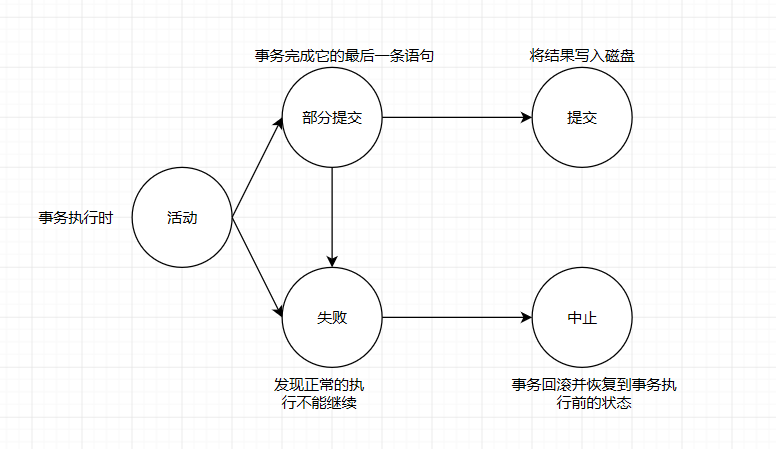 事务完成它的最后一条语句
将结果写入磁盘
部分提交
提交
事务执行时
活动
失败
中止
发现正常的执
行不能继续
事务回滚并恢复到事务执
行前的状态